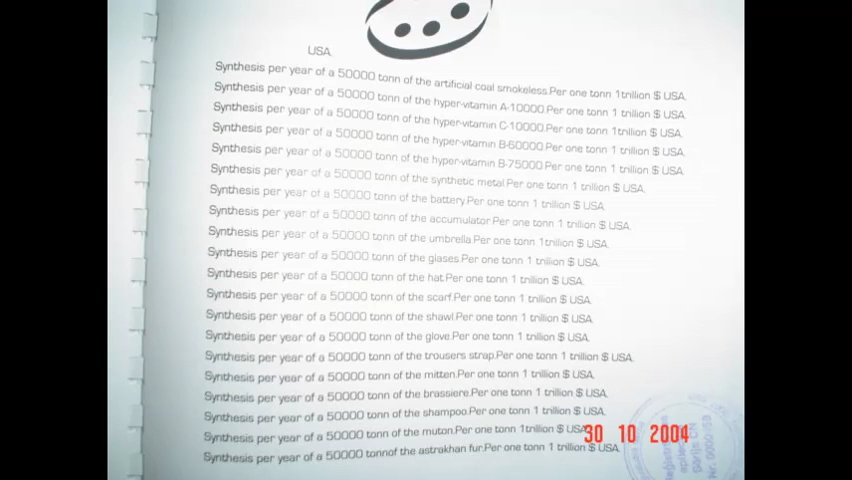 USA.
Synthesis per year of a 50000 tonn of the artificial coal smokeless.Per one tonn 1trillion $ USA.
Synthesis per year of a 50000 tonn of the hyper-vitamin A-10000.Per one tonn 1 trillion $ USA.
Synthesis per year of a 50000 tonn of the hyper-vitamin C-10000.Per one tonn 1trillion $ USA.
Synthesis per year of a 50000 tonn of the hyper-vitamin B-60000.Per one tonn 1 trillion $ USA.
Synthesis per year of a 50000 tonn of the hyper-vitamin B-75000.Per one tonn 1 trillion $ USA.
Synthesis per year of a 50000 tonn of the synthetic metal.Per one tonn 1 trillion $ USA.
Synthesis per year of a 50000 tonn of the battery.Per one tonn 1 trillion $ USA.
Synthesis per year of a 50000 tonn of the accumulator.Per one tonn 1 trillion $ USA.
Synthesis per year of a 50000 tonn of the umbrella.Per one tonn 1trillion $ USA.
Synthesis per year of a 50000 tonn of the glases.Per one tonn 1 trillion $ USA.
Synthesis per year of a 50000 tonn of the hat.Per one tonn 1 trillion $ USA.
Synthesis per year of a 50000 tonn of the scarf.Per one tonn 1 trillion $ USA.
Synthesis per year of a 50000 tonn of the shawl.Per one tonn 1 trillion $ USA.
Synthesis per year of a 50000 tonn of the glove.Per one tonn 1 trillion $ USA.
Synthesis per year of a 50000 tonn of the trousers strap.Per one tonn 1 trillion $ USA.
Synthesis per year of a 50000 tonn of the mitten.Per one tonn 1 trillion $ USA.
Synthesis per year of a 50000 tonn of the brassiere.Per one tonn 1 trillion $ USA.
Synthesis per year of a 50000 tonn of the shampoo.Per one tonn 1 trillion $ USA.
Synthesis per year of a 50000 tonn of the muton.Per one tonn 1trillion $ USA
Synthesis per year of a 50000 tonnof the astrakhan fur.Per one tonn 1 trillion $ USA.
30 10 2004